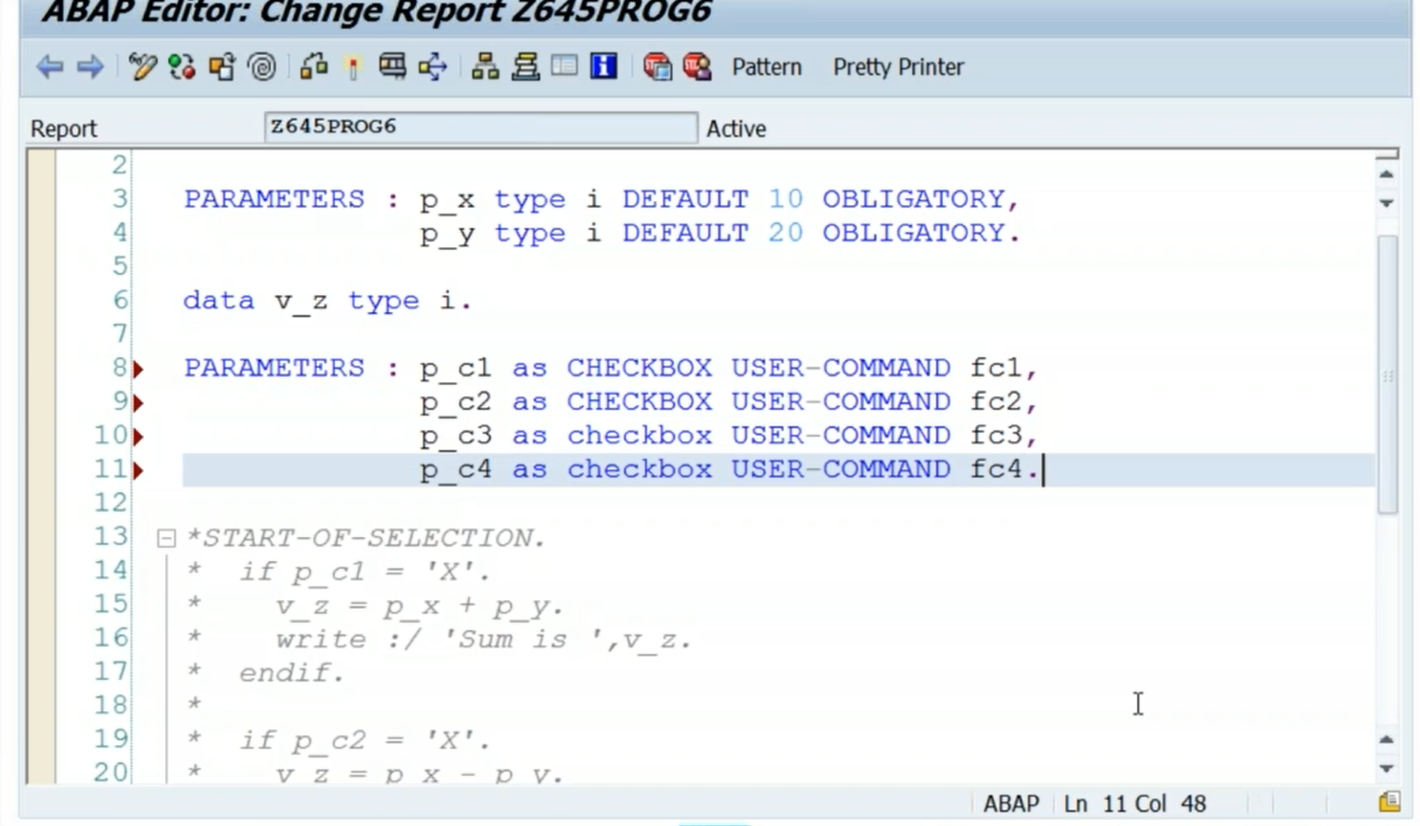 ABAP Editor: Change Report Z645PROG6
Pattern Pretty Printer
Report Z645PROG6 Active
2
3 PARAMETERS : p_x type i DEFAULT 10 OBLIGATORY,
4 p_y type i DEFAULT 20 OBLIGATORY.
5
6 data v_z type i.
7
8 PARAMETERS : p_c1 as CHECKBOX USER-COMMAND fc1,
9 p_c2 as CHECKBOX USER-COMMAND fc2,
10 p_c3 as checkbox USER-COMMAND fc3,
11 p_c4 as checkbox USER-COMMAND fc4.
12
13 *START-OF-SELECTION.
14 * if p_c1 = 'X'.
15 * v_z = p_x + p_y.
16 * write :/ 'Sum is ',v_z.
17 * endif.
18 *
19 * if p_c2 = 'X'.
20 * v_z = p_x - p_y.
ABAP Ln 11 Col 48